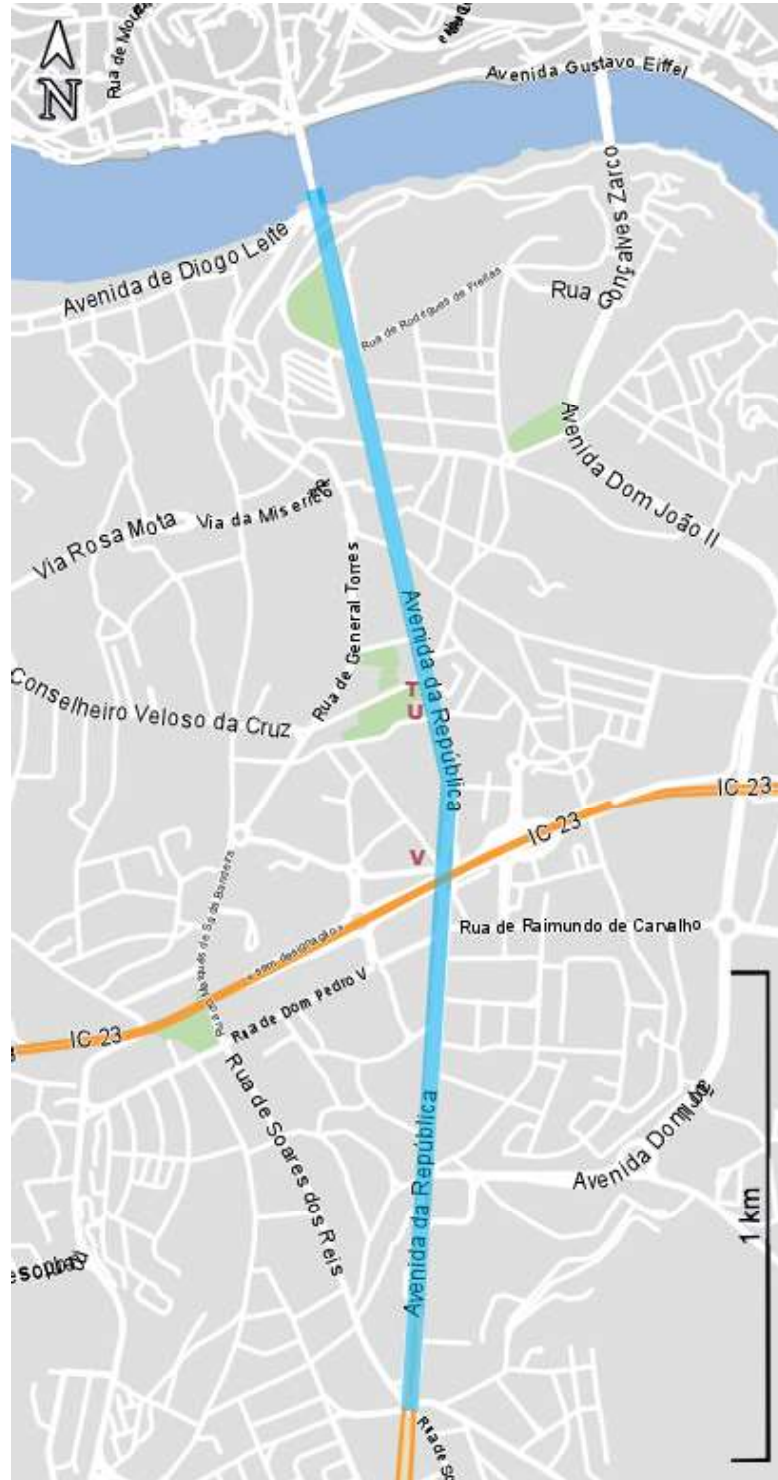 N
Avenida Gustavo Eiffel
Avenida de Diogo Leite
Rua Gonçalves Zarco
Rua de Rodrigues de Freitas
Avenida Dom João II
Via Rosa Mota
Via da
Rua de General Torres
Avenida da República
T
U
Conselheiro Veloso da Cruz
IC 23
IC 23
V
Rua de Raimundo de Carvalho
«sem designação»
Rua de Dom Pedro V
IC 23
Rua de Soares dos Reis
Avenida da República
Avenida
1 km
Rua de